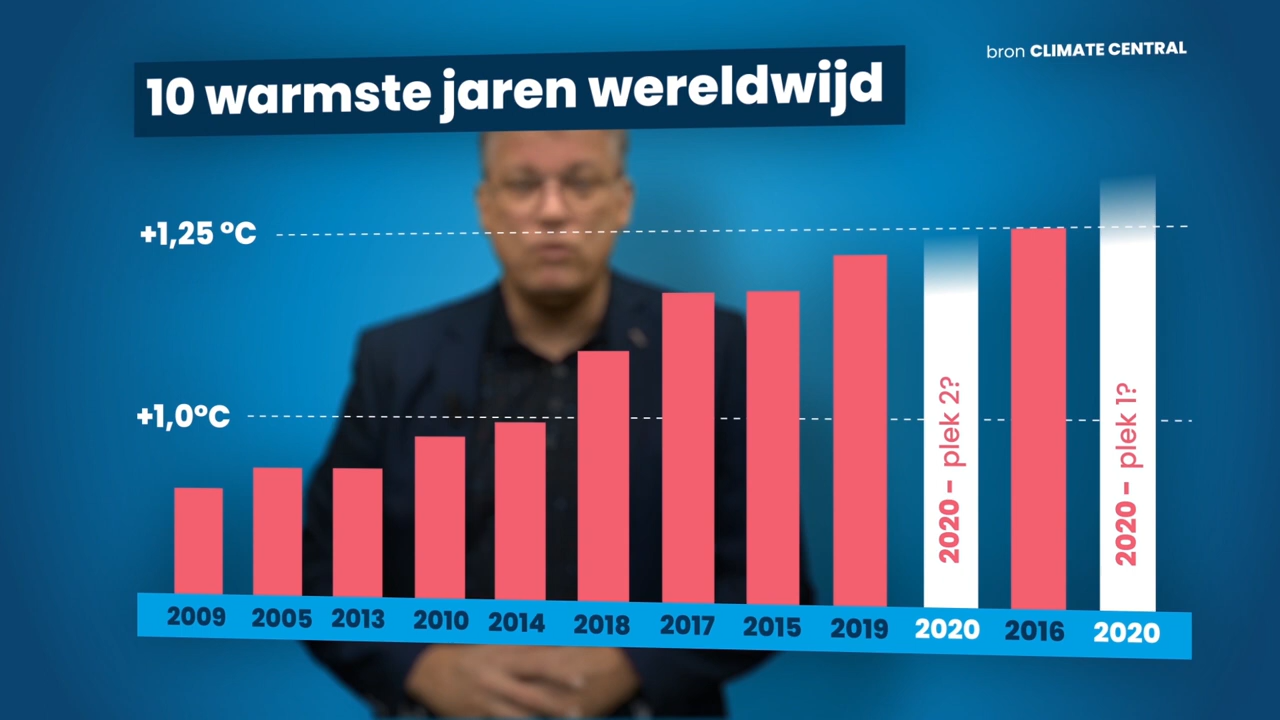 bron CLIMATE CENTRAL
10 warmste jaren wereldwijd
+1,25 °C
+1,0°C
2020 - plek 2?
2020 - plek 1?
2009 2005 2013 2010 2014 2018 2017 2015 2019 2020 2016 2020